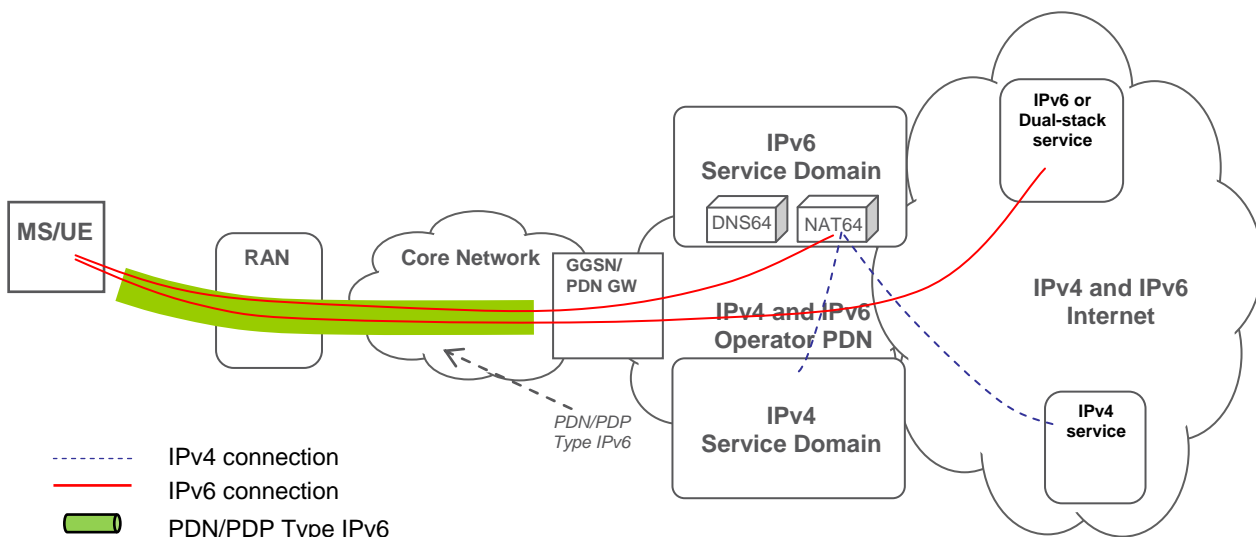 IPv6 or
Dual-stack
service
IPv6
Service Domain
DNS64
NAT64
MS/UE
RAN
Core Network
GGSN/
PDN GW
IPv4 and IPv6
Operator PDN
IPv4 and IPv6
Internet
PDN/PDP
Type IPv6
IPv4
Service Domain
IPv4
service
IPv4 connection
IPv6 connection
PDN/PDP Type IPv6